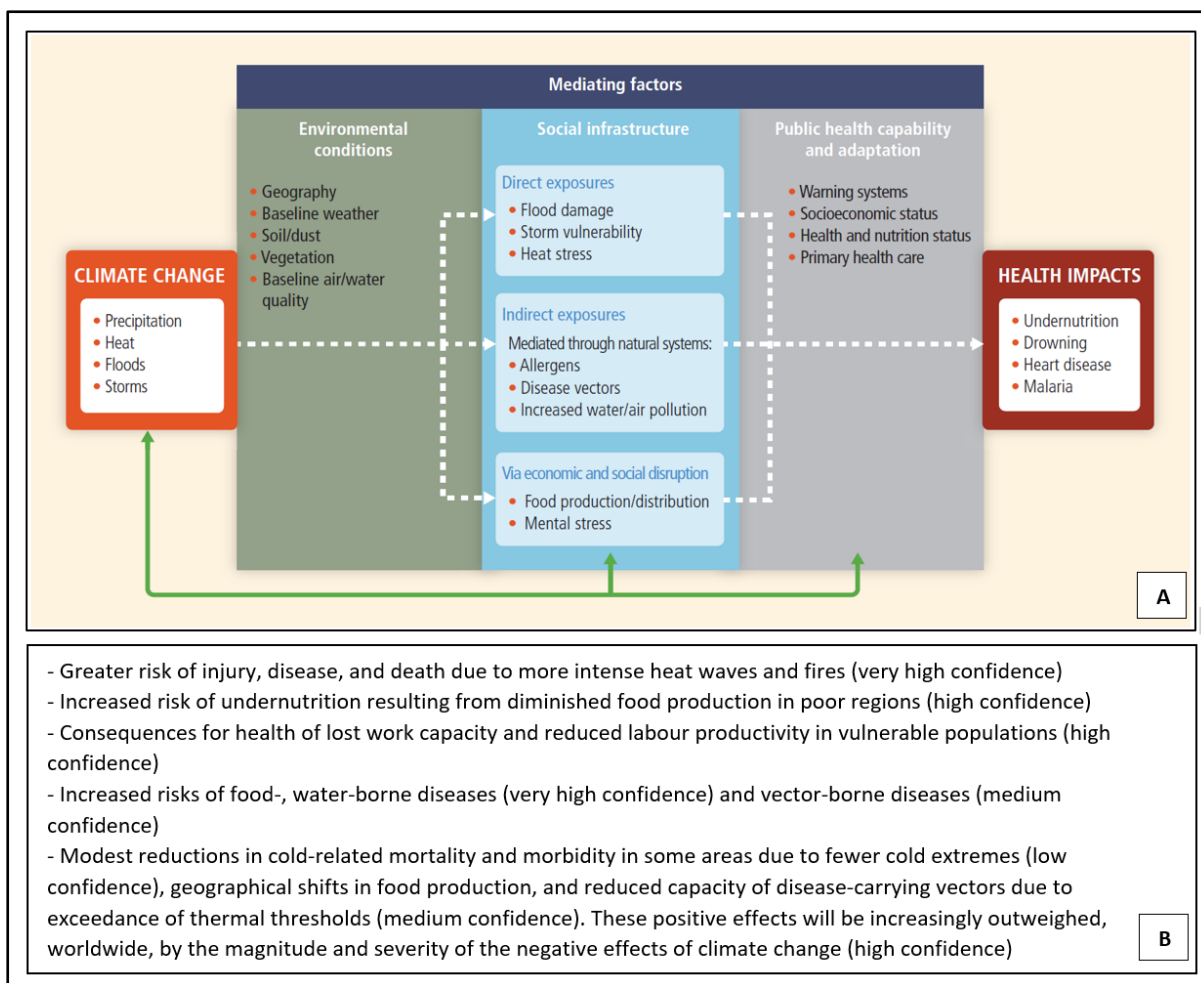 Mediating factors
Environmental
conditions
• Geography
• Baseline weather
• Soil/dust
• Vegetation
• Baseline air/water
quality
Social infrastructure
Direct exposures
• Flood damage
• Storm vulnerability
• Heat stress
Indirect exposures
Mediated through natural systems:
• Allergens
• Disease vectors
• Increased water/air pollution
Via economic and social disruption
• Food production/distribution
• Mental stress
Public health capability
and adaptation
• Warning systems
• Socioeconomic status
• Health and nutrition status
• Primary health care
CLIMATE CHANGE
• Precipitation
• Heat
• Floods
• Storms
HEALTH IMPACTS
• Undernutrition
• Drowning
• Heart disease
• Malaria
A
- Greater risk of injury, disease, and death due to more intense heat waves and fires (very high confidence)
- Increased risk of undernutrition resulting from diminished food production in poor regions (high confidence)
- Consequences for health of lost work capacity and reduced labour productivity in vulnerable populations (high
confidence)
- Increased risks of food-, water-borne diseases (very high confidence) and vector-borne diseases (medium
confidence)
- Modest reductions in cold-related mortality and morbidity in some areas due to fewer cold extremes (low
confidence), geographical shifts in food production, and reduced capacity of disease-carrying vectors due to
exceedance of thermal thresholds (medium confidence). These positive effects will be increasingly outweighed,
worldwide, by the magnitude and severity of the negative effects of climate change (high confidence)
B